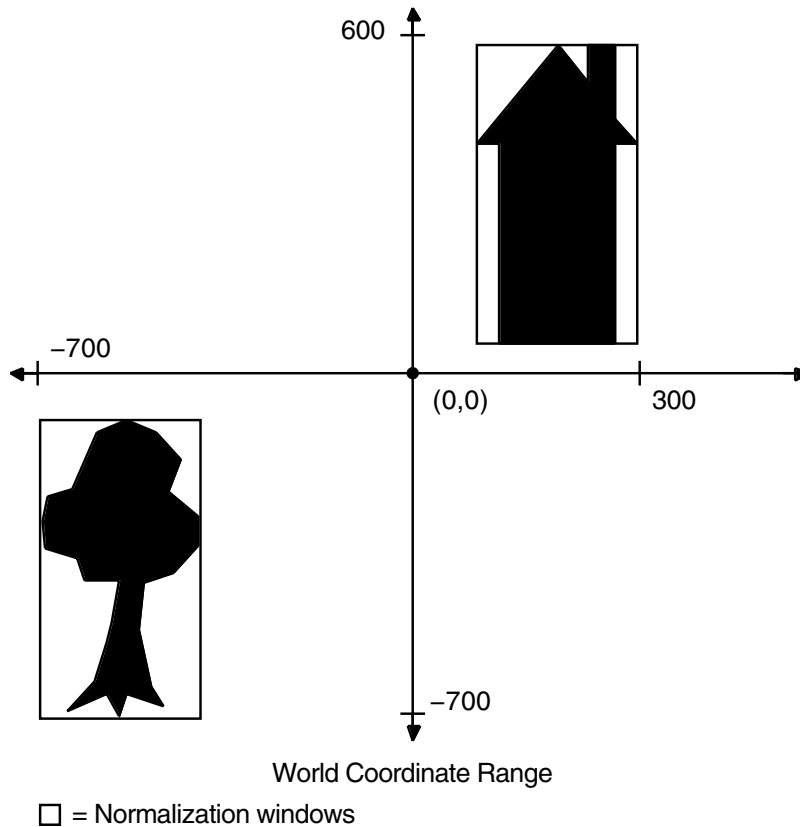 600
−700
(0,0)
300
−700
World Coordinate Range
= Normalization windows